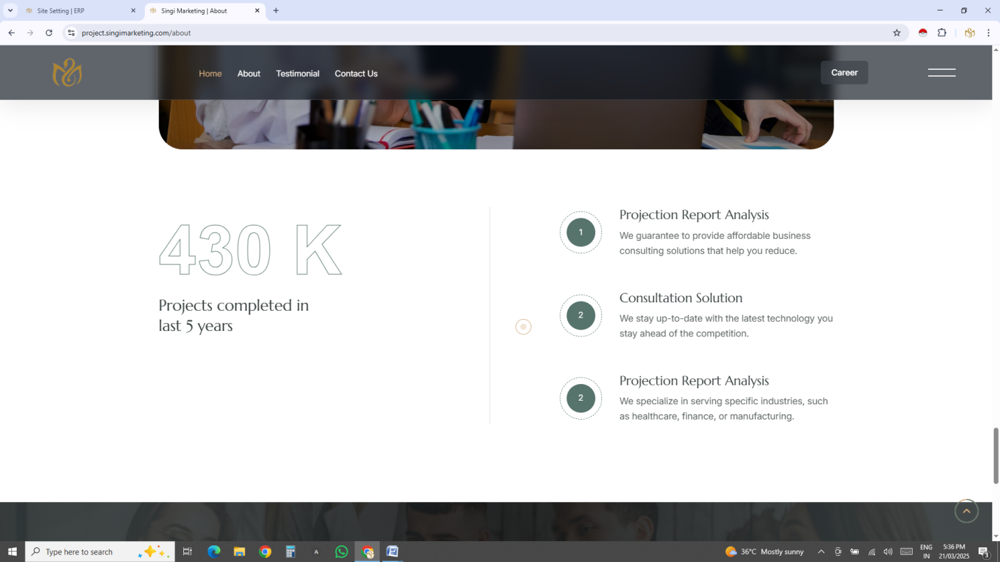 Site Setting | ERP
Singi Marketing | About
project.singimarketing.com/about
Home
About
Testimonial
Contact Us
Career
430 K
Projects completed in
last 5 years
1
Projection Report Analysis
We guarantee to provide affordable business
consulting solutions that help you reduce.
2
Consultation Solution
We stay up-to-date with the latest technology you
stay ahead of the competition.
2
Projection Report Analysis
We specialize in serving specific industries, such
as healthcare, finance, or manufacturing.
Type here to search
A
36°C Mostly sunny
ENG
IN
5:36 PM
21/03/2025
3